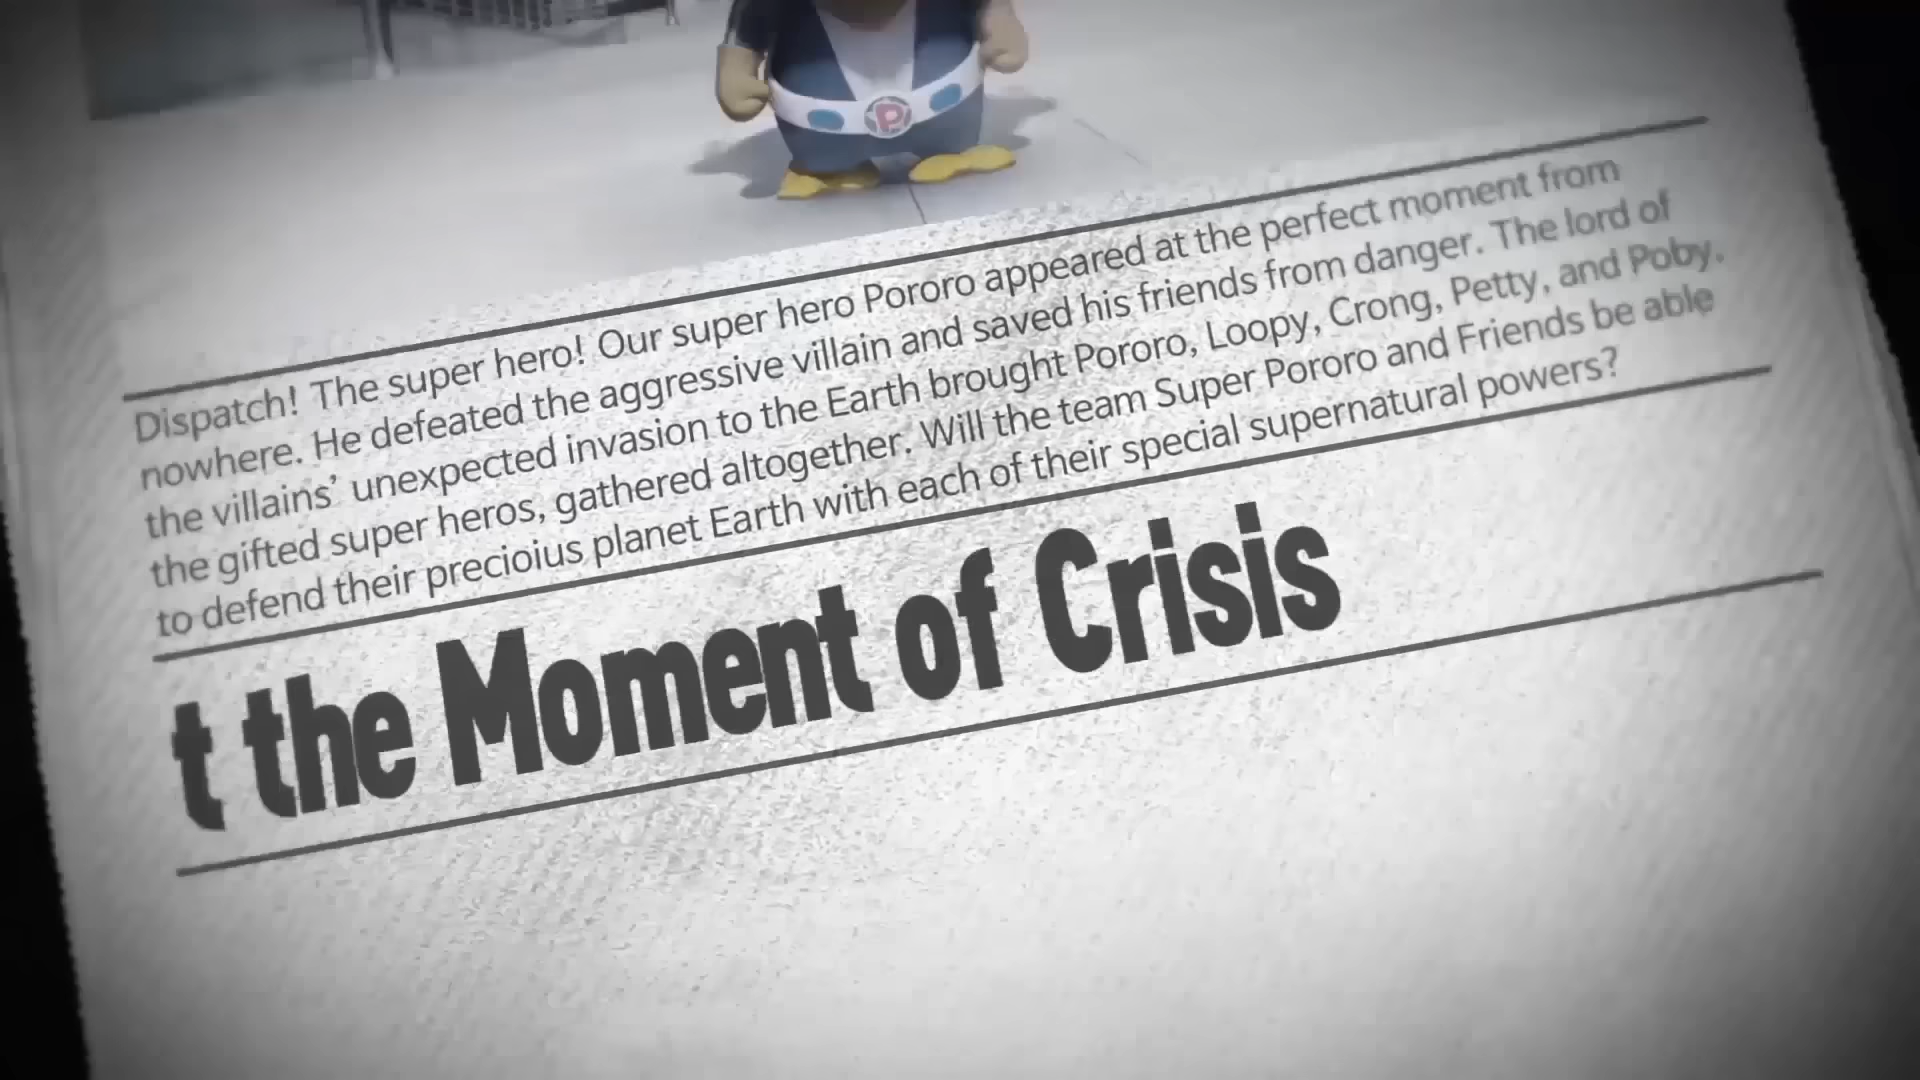 P
Dispatch! The super hero! Our super hero Pororo appeared at the perfect moment from
nowhere. He defeated the aggressive villain and saved his friends from danger. The lord of
the villains’ unexpected invasion to the Earth brought Pororo, Loopy, Crong, Petty, and Poby,
the gifted super heros, gathered altogether. Will the team Super Pororo and Friends be able
to defend their precioius planet Earth with each of their special supernatural powers?
t the Moment of Crisis